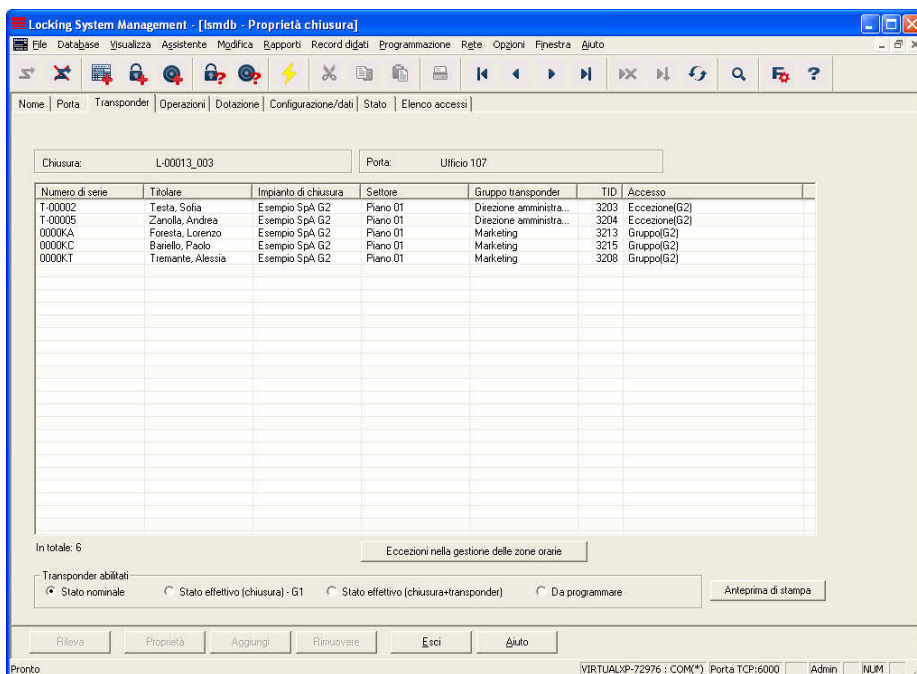 Locking System Management - [lsmdb - Proprietà chiusura]
File Database Visualizza Assistente Modifica Rapporti Record didati Programmazione Rete Opzioni Finestra Aiuto
Nome Porta Transponder Operazioni Dotazione Configurazione/dati Stato Elenco accessi
Chiusura: L-00013_003 Porta: Ufficio 107
Numero di serie Titolare Impianto di chiusura Settore Gruppo transponder TID Accesso
T-00002 Testa, Sofia Esempio SpA G2 Piano 01 Direzione amministra... 3203 Eccezione(G2)
T-00005 Zanolla, Andrea Esempio SpA G2 Piano 01 Direzione amministra... 3204 Eccezione(G2)
0000KA Foresta, Lorenzo Esempio SpA G2 Piano 01 Marketing 3213 Gruppo(G2)
0000KC Bariello, Paolo Esempio SpA G2 Piano 01 Marketing 3215 Gruppo(G2)
0000KT Tremante, Alessia Esempio SpA G2 Piano 01 Marketing 3208 Gruppo(G2)
In totale: 6
Eccezioni nella gestione delle zone orarie
Transponder abilitati
Stato nominale Stato effettivo (chiusura) - G1 Stato effettivo (chiusura+transponder) Da programmare Anteprima di stampa
Rileva Proprietà Aggiungi Rimuovere Esci Aiuto
Pronto VIRTUALXP-72976 : COM(*) Porta TCP:6000 Admin NUM